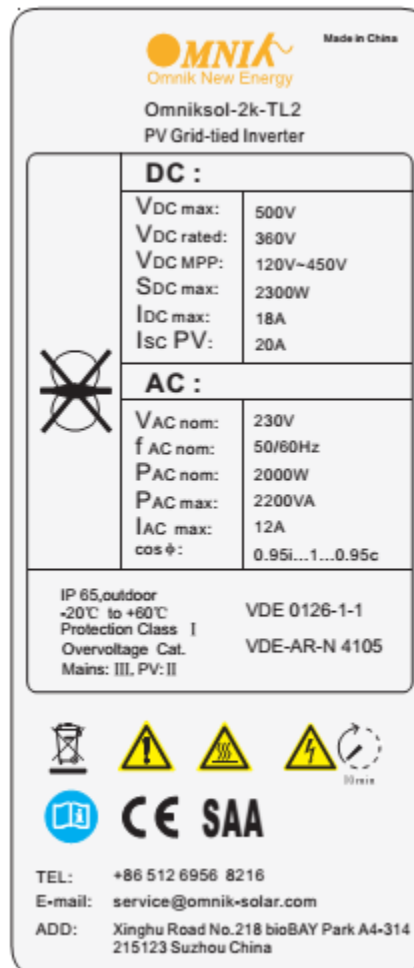 OMNIK
Made in China
Omnik New Energy
Omniksol-2k-TL2
PV Grid-tied Inverter
DC :
VDC max: 500V
VDC rated: 360V
VDC MPP: 120V~450V
SDC max: 2300W
IDC max: 18A
Isc PV: 20A
AC :
VAC nom: 230V
f AC nom: 50/60Hz
PAC nom: 2000W
PAC max: 2200VA
IAC max: 12A
cosϕ: 0.95i...1...0.95c
IP 65,outdoor
-20℃ to +60℃
Protection Class Ⅰ
Overvoltage Cat.
Mains: Ⅲ, PV:Ⅱ
VDE 0126-1-1
VDE-AR-N 4105
10min
i
CE SAA
TEL: +86 512 6956 8216
E-mail: service@omnik-solar.com
ADD: Xinghu Road No.218 bioBAY Park A4-314
215123 Suzhou China